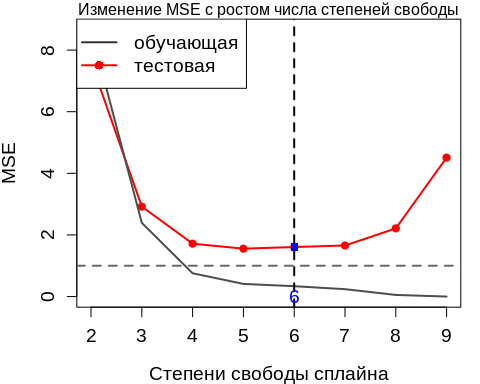 Изменение MSE с ростом числа степеней свободы
обучающая
тестовая
MSE
8
6
4
2
0
6
2 3 4 5 6 7 8 9
Степени свободы сплайна